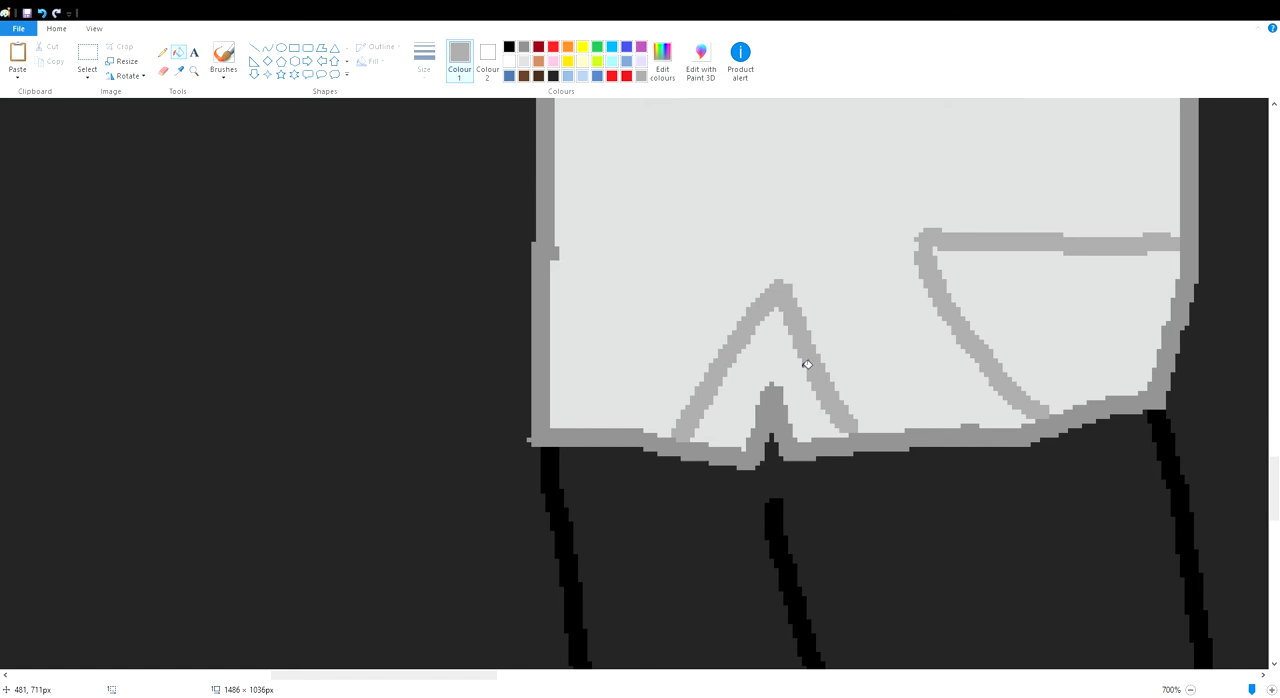 File Home View
Paste Cut Copy Select Crop Resize Rotate A Brushes Outline Fill Size Colour 1 Colour 2 Edit colours Edit with Paint 3D Product alert
Clipboard Image Tools Shapes Colours
481, 711px 1486 × 1036px 700%